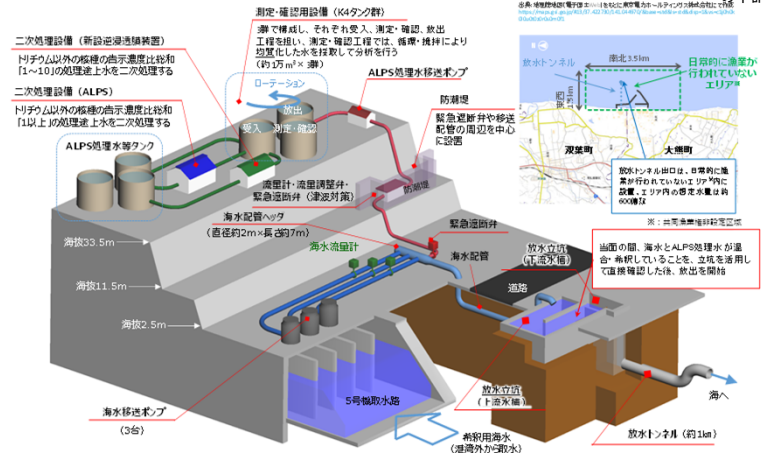 測定・確認用設備（K4タンク群）
3群で構成し、それぞれ受入、測定・確認、放出
工程を担い、測定・確認工程では、循環・撹拌により
均質化した水を採取して分析を行う
（約1万m³×3群）
二次処理設備（新設逆浸透膜装置）
トリチウム以外の核種の告示濃度比総和
「1～10」の処理途上水を二次処理する
二次処理設備（ALPS）
トリチウム以外の核種の告示濃度比総和
「1以上」の処理途上水を二次処理する
ALPS処理水等タンク
ローテーション
放出
受入
測定・確認
ALPS処理水移送ポンプ
防潮堤
緊急遮断弁や移送
配管の周辺を中心
に設置
流量計・流量調整弁・
緊急遮断弁（津波対策）
防潮堤
海水配管ヘッダ
（直径約2m×長さ約7m）
緊急遮断弁
海水流量計
海水配管
海抜33.5m
海抜11.5m
海抜2.5m
道路
放水立坑
（下流水槽）
当面の間、海水とALPS処理水が混
合・希釈していることを、立坑を活用し
て直接確認した後、放出を開始
5号機取水路
放水立坑
海水移送ポンプ
（3台）
希釈用海水
（港湾外から取水）
海へ
放水トンネル（約1km）
南北3.5km
放水トンネル
日常的に漁業が
行われていない
エリア※
東西
双葉町
大熊町
放水トンネル出口は、日常的に漁
業が行われていないエリア※内に
設置。エリア内の想定水量は約
600億ℓ
※：共同漁業権非設定区域